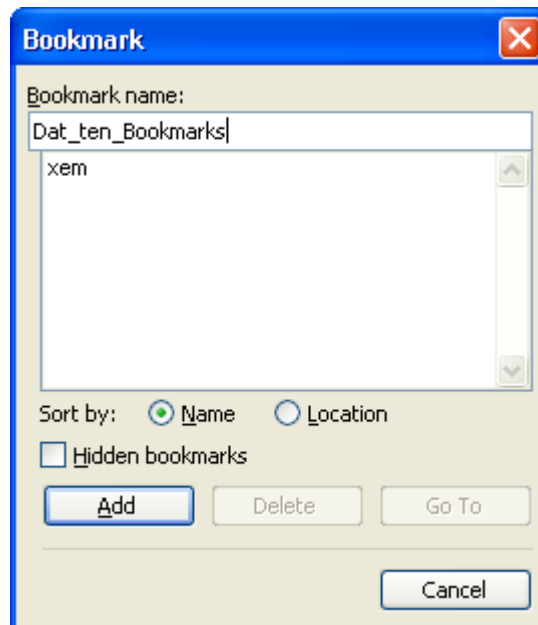 Bookmark
Bookmark name:
Dat_ten_Bookmarks
xem
Sort by: Name Location
Hidden bookmarks
Add Delete Go To
Cancel